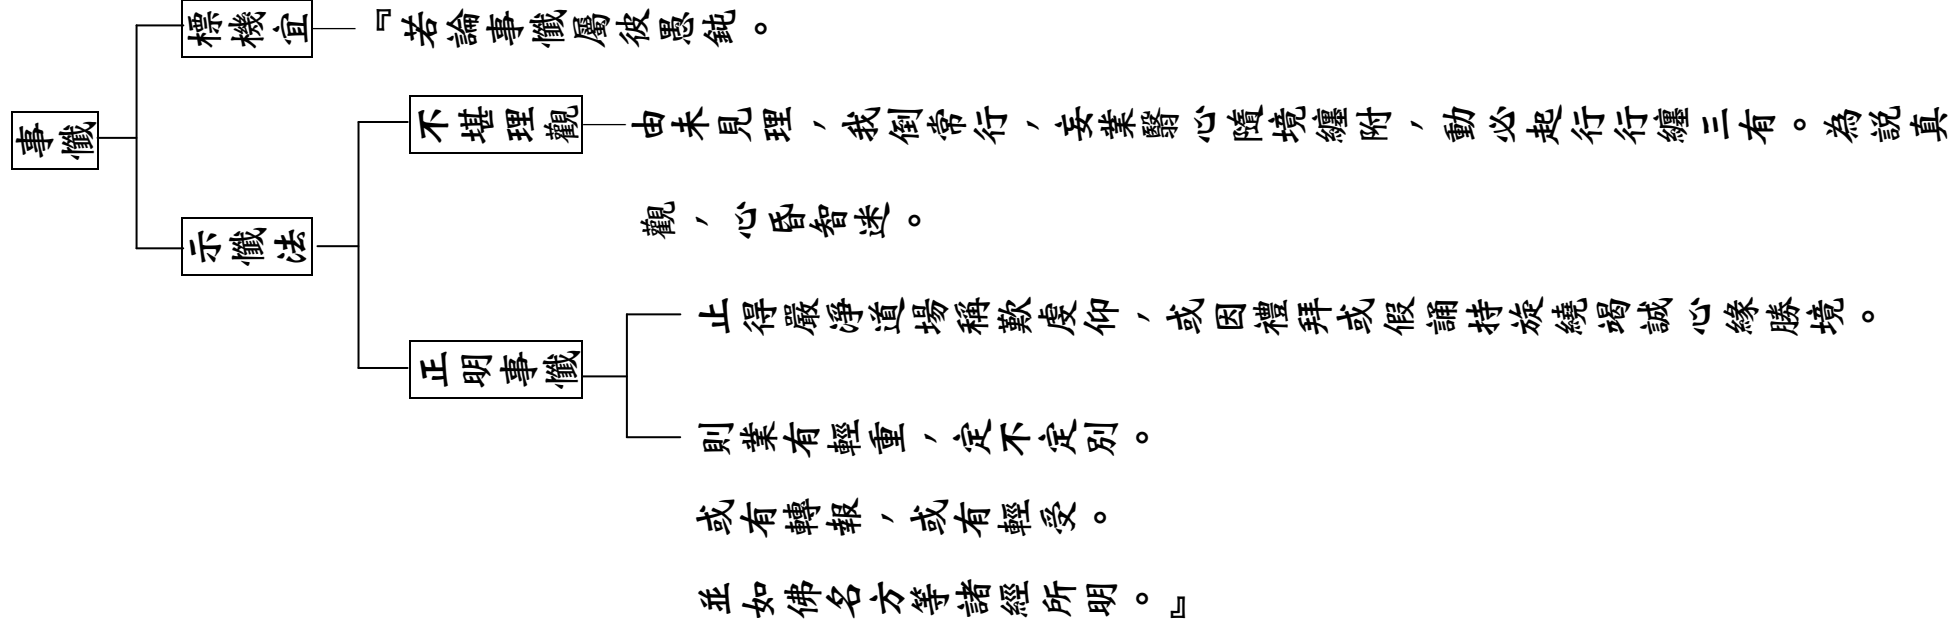 事懺
標機宜
『若論事懺屬彼愚鈍。
示懺法
不堪理觀
由未見理，我倒常行，妄業翳心隨境纏附，動必起行行纏三有。為說真
觀，心昏智迷。
正明事懺
止得嚴淨道場稱歎虔仰，或因禮拜或假誦持旋繞竭誠心緣勝境。
則業有輕重，定不定別。
或有轉報，或有輕受。
並如佛名方等諸經所明。』